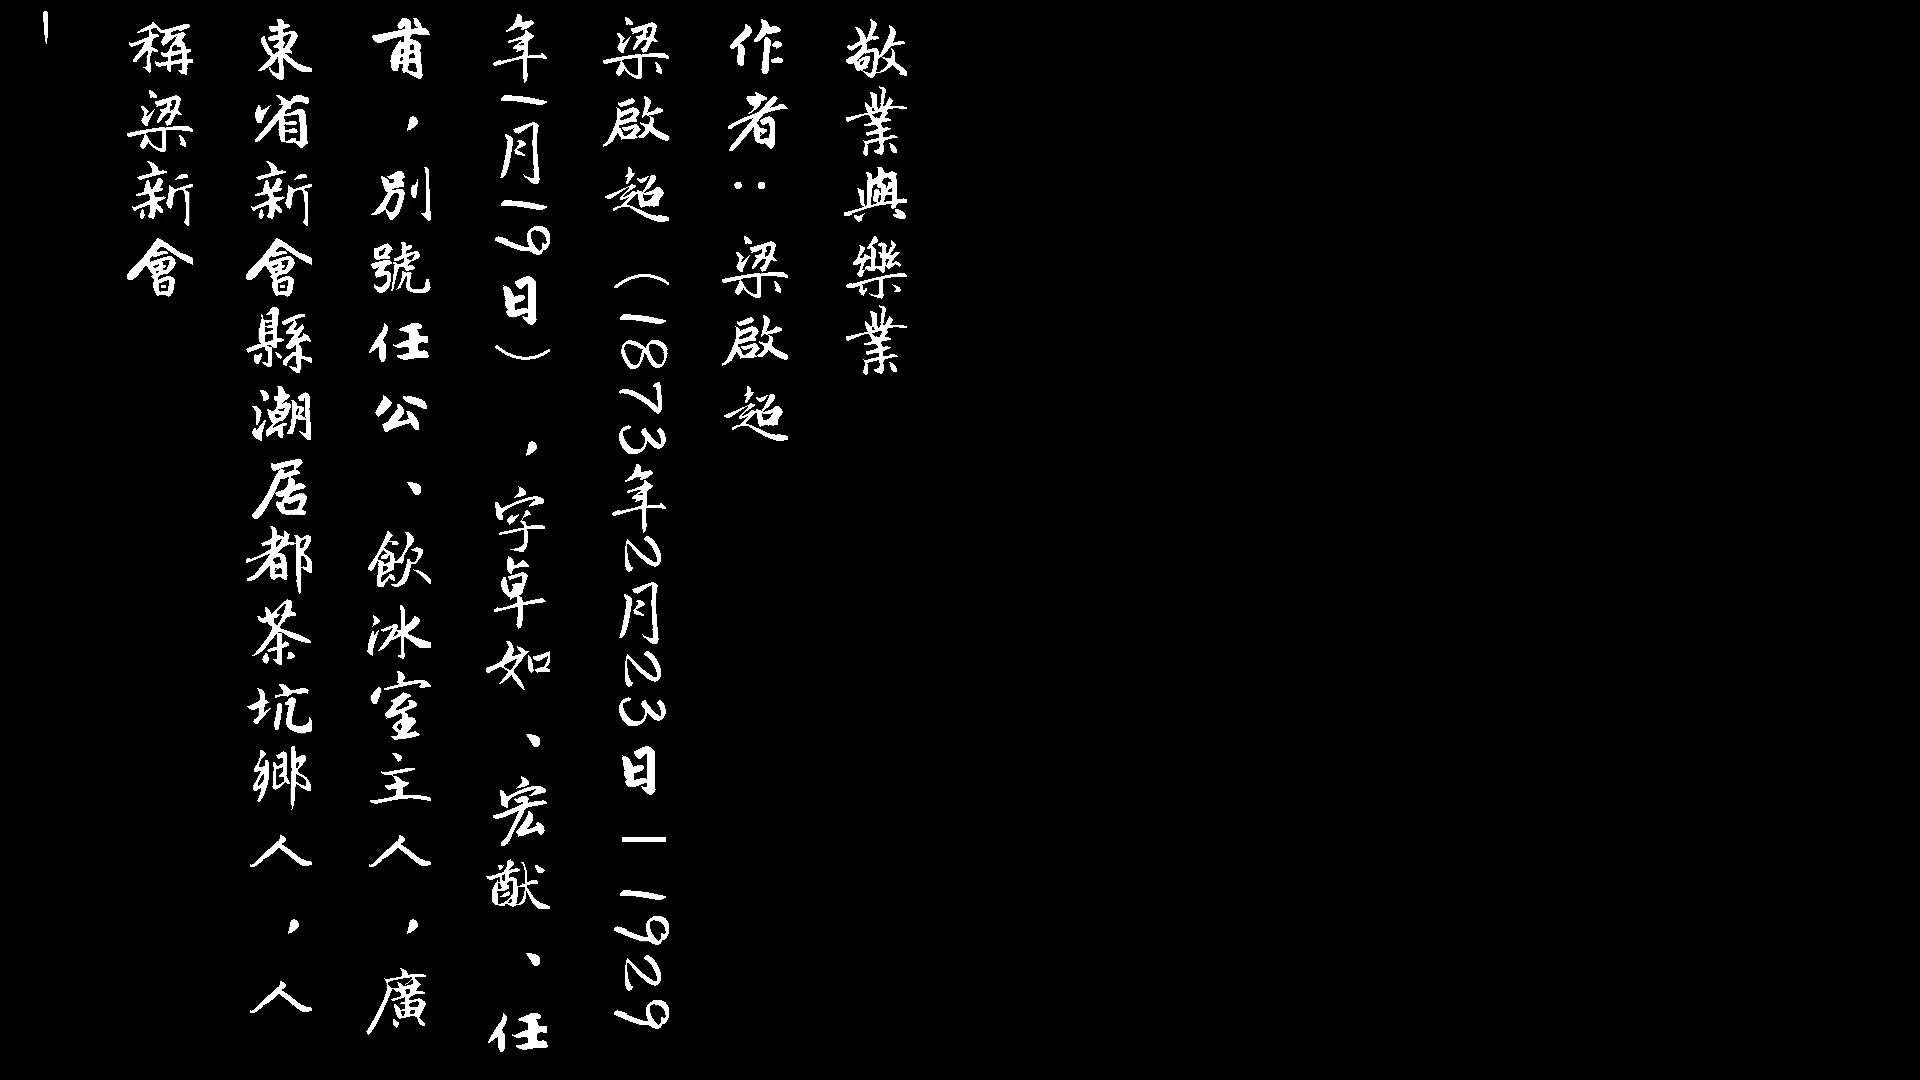 敬業與樂業
作者：梁啟超
梁啟超（1873年2月23日—1929
年1月19日），字卓如、宏猷、任
甫，別號任公、飲冰室主人，廣
東省新會縣潮居都茶坑鄉人，人
稱梁新會